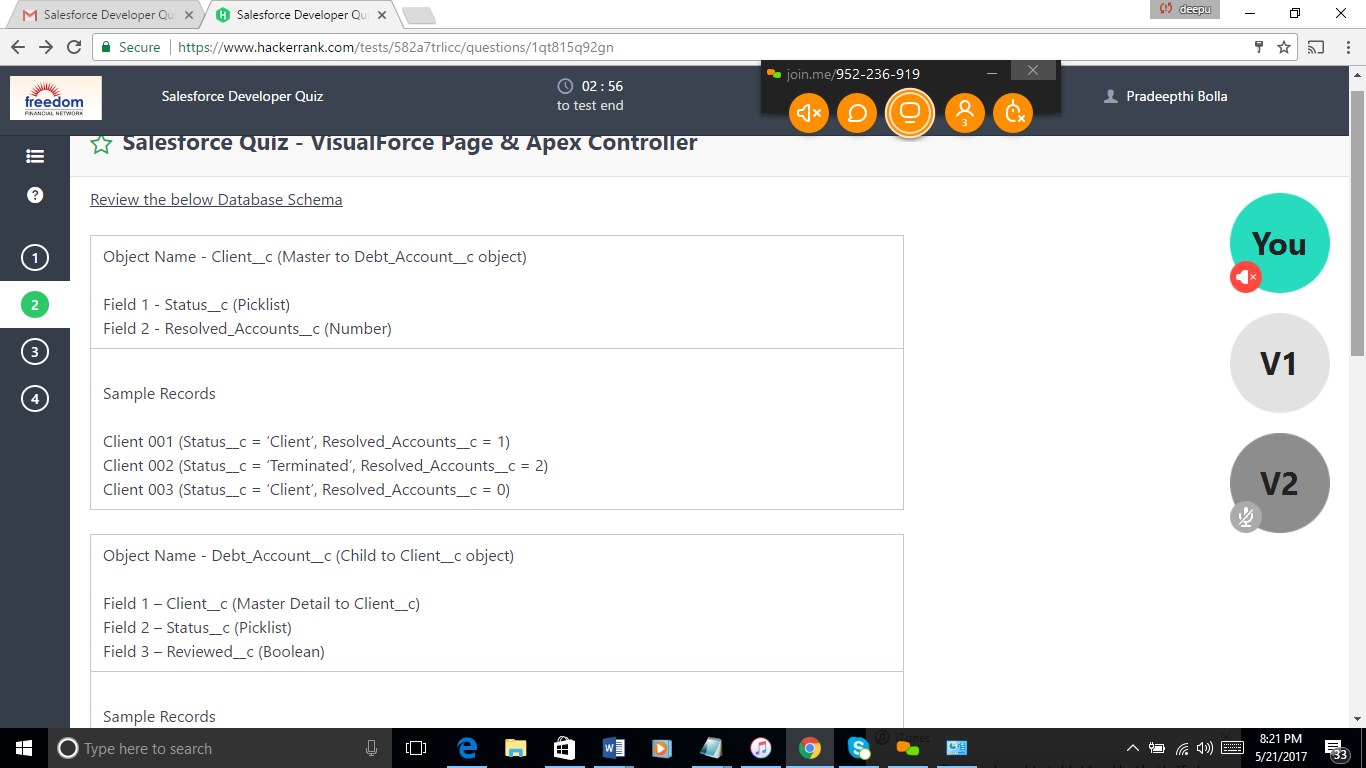 Salesforce Developer Qu
Salesforce Developer Qu
deepu
Secure
https://www.hackerrank.com/tests/582a7trlicc/questions/1qt815q92gn
join.me/952-236-919
3
freedom
FINANCIAL NETWORK
Salesforce Developer Quiz
02 : 56
to test end
Pradeepthi Bolla
Salesforce Quiz - VisualForce Page & Apex Controller
?
1
2
3
4
Review the below Database Schema
Object Name - Client__c (Master to Debt_Account__c object)
Field 1 - Status__c (Picklist)
Field 2 - Resolved_Accounts__c (Number)
Sample Records
Client 001 (Status__c = ‘Client’, Resolved_Accounts__c = 1)
Client 002 (Status__c = ‘Terminated’, Resolved_Accounts__c = 2)
Client 003 (Status__c = ‘Client’, Resolved_Accounts__c = 0)
Object Name - Debt_Account__c (Child to Client__c object)
Field 1 – Client__c (Master Detail to Client__c)
Field 2 – Status__c (Picklist)
Field 3 – Reviewed__c (Boolean)
Sample Records
You
V1
V2
Type here to search
iTunes
8:21 PM
5/21/2017
33